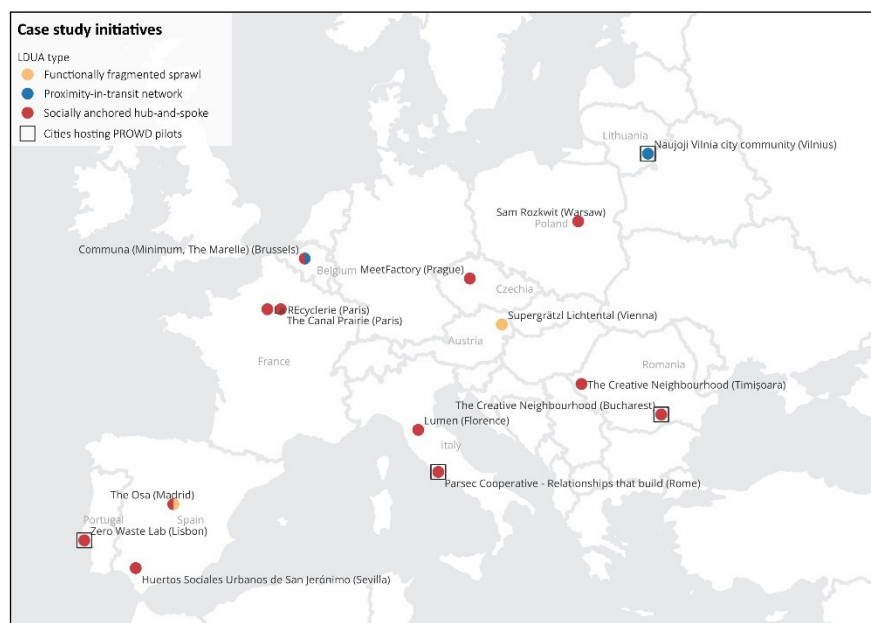 Case study initiatives
LDUA type
Functionally fragmented sprawl
Proximity-in-transit network
Socially anchored hub-and-spoke
Cities hosting PROWD pilots
Lithuania
Naujoji Vilnia city community (Vilnius)
Sam Rozkwit (Warsaw)
Poland
Communa (Minimum, The Marelle) (Brussels)
Belgium
MeetFactory (Prague)
Czechia
La REcyclerie (Paris)
The Canal Prairie (Paris)
Supergrätzl Lichtental (Vienna)
Austria
France
Romania
The Creative Neighbourhood (Timișoara)
The Creative Neighbourhood (Bucharest)
Lumen (Florence)
Italy
Parsec Cooperative - Relationships that build (Rome)
The Osa (Madrid)
Portugal
Spain
Zero Waste Lab (Lisbon)
Huertos Sociales Urbanos de San Jerónimo (Sevilla)